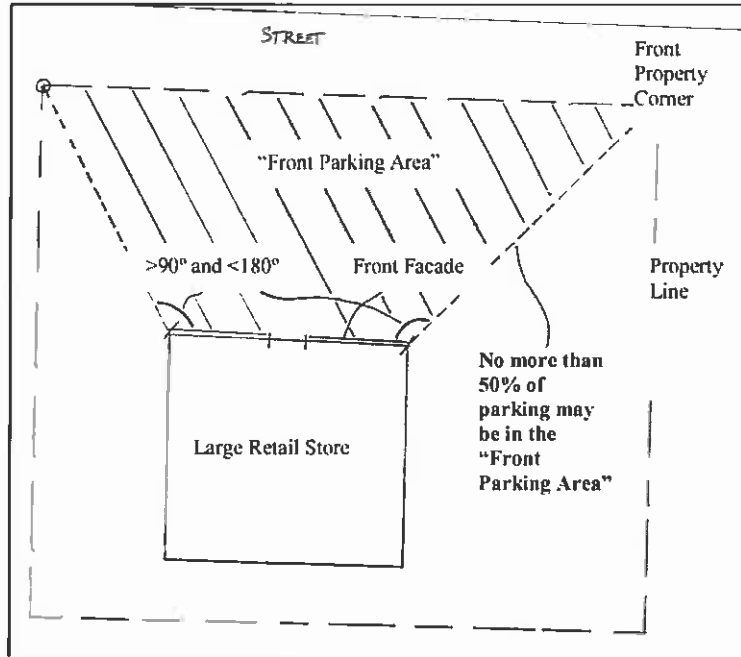 STREET
Front
Property
Corner
"Front Parking Area"
>90° and <180°
Front Facade
Property
Line
No more than
50% of
parking may
be in the
"Front
Parking Area"
Large Retail Store